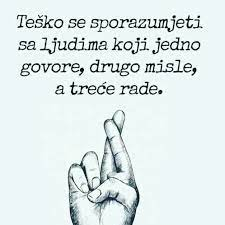 Teško se sporazumjeti
sa ljudima koji jedno
govore, drugo misle,
a treće rade.